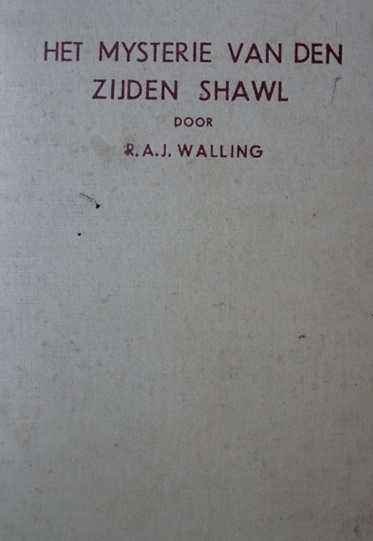 HET MYSTERIE VAN DEN
ZIJDEN SHAWL
DOOR
R.A.J. WALLING